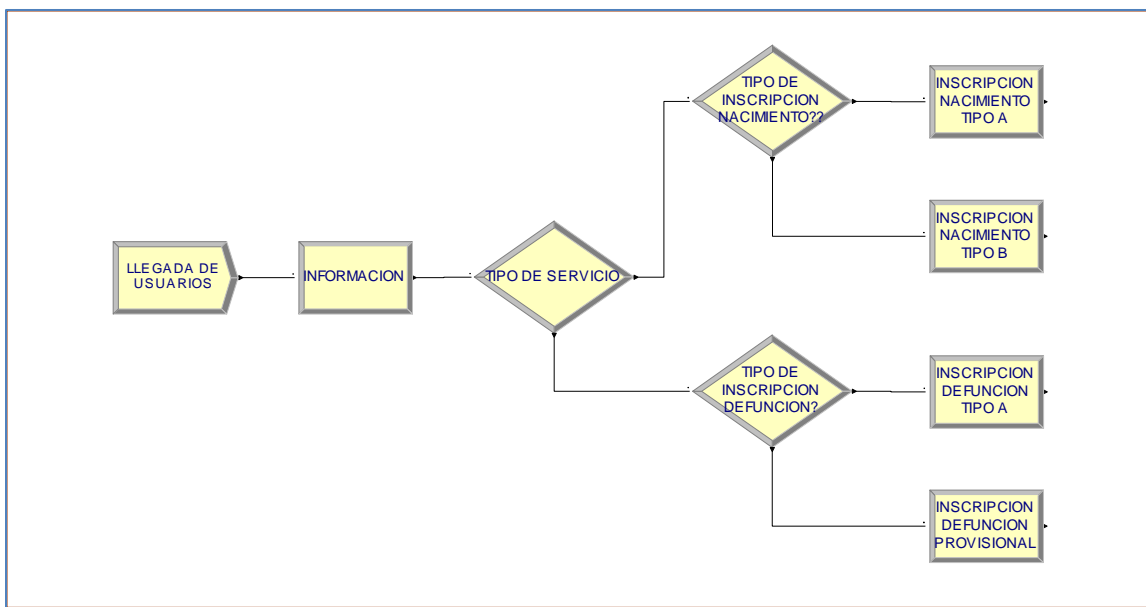 LLEGADA DE
USUARIOS
INFORMACION
TIPO DE SERVICIO
TIPO DE
INSCRIPCION
NACIMIENTO??
INSCRIPCION
NACIMIENTO
TIPO A
INSCRIPCION
NACIMIENTO
TIPO B
TIPO DE
INSCRIPCION
DEFUNCION?
INSCRIPCION
DEFUNCION
TIPO A
INSCRIPCION
DEFUNCION
PROVISIONAL